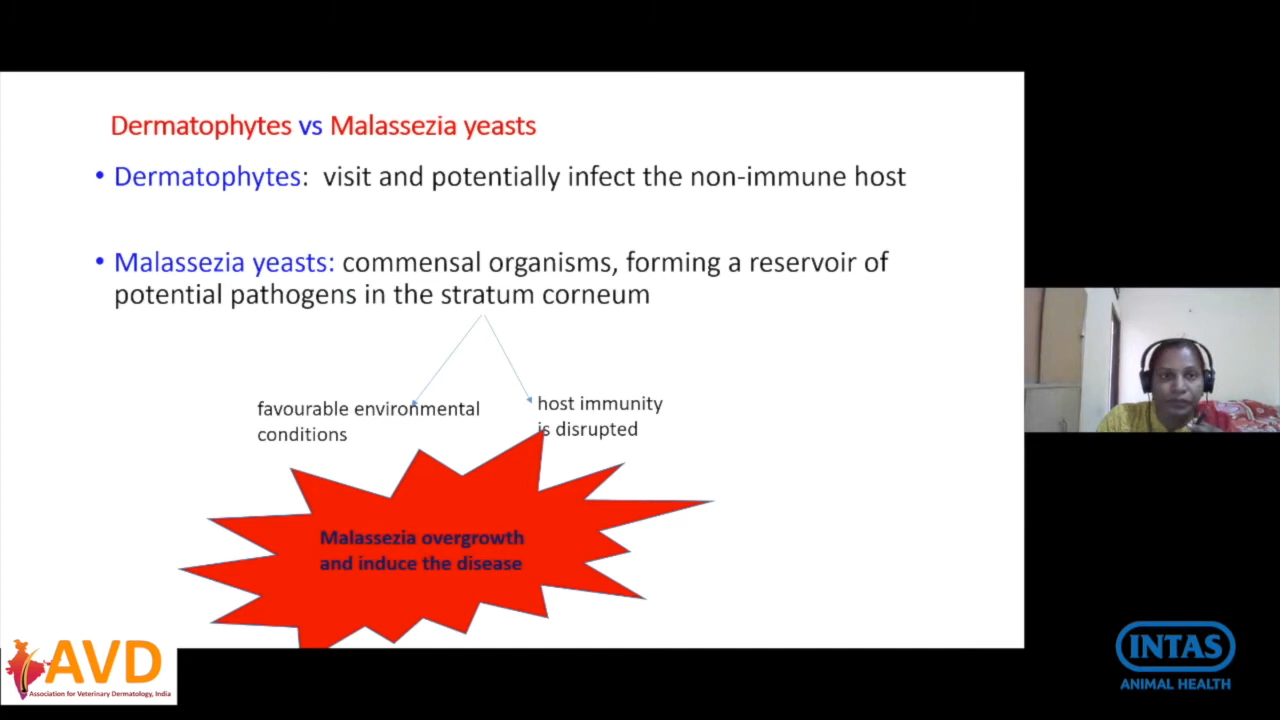 Dermatophytes vs Malassezia yeasts
• Dermatophytes: visit and potentially infect the non-immune host
• Malassezia yeasts: commensal organisms, forming a reservoir of
potential pathogens in the stratum corneum
favourable environmental
conditions
host immunity
is disrupted
Malassezia overgrowth
and induce the disease
AVD
Association for Veterinary Dermatology, India
INTAS
ANIMAL HEALTH